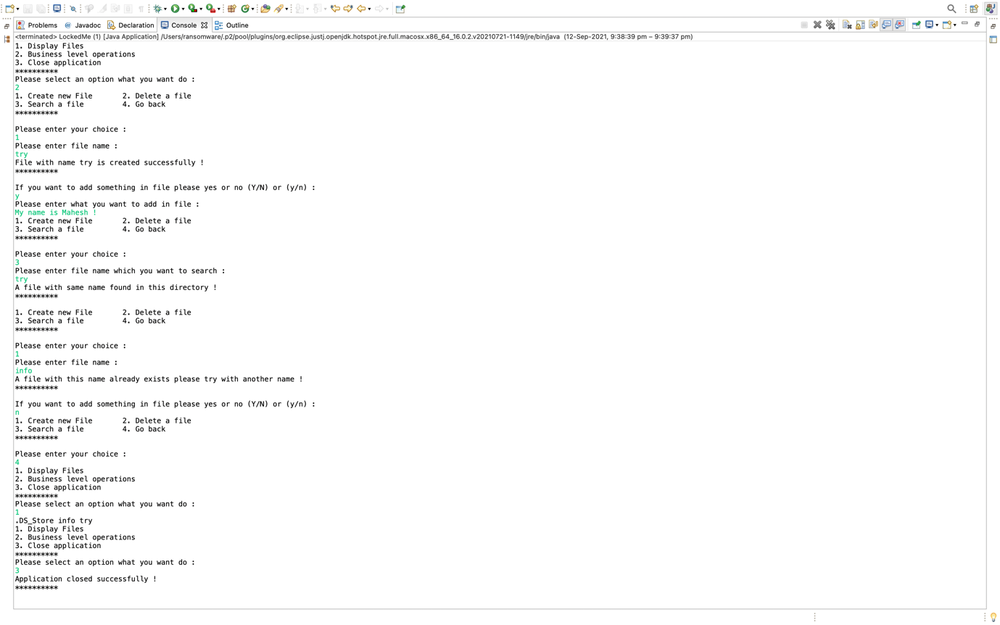 Problems @ Javadoc Declaration Console Outline
<terminated> LockedMe (1) [Java Application] /Users/ransomware/.p2/pool/plugins/org.eclipse.justj.openjdk.hotspot.jre.full.macosx.x86_64_16.0.2.v20210721-1149/jre/bin/java (12-Sep-2021, 9:38:39 pm – 9:39:37 pm)
1. Display Files
2. Business level operations
3. Close application
**********
Please select an option what you want do :
2
1. Create new File 2. Delete a file
3. Search a file 4. Go back
**********
Please enter your choice :
1
Please enter file name :
try
File with name try is created successfully !
**********
If you want to add something in file please yes or no (Y/N) or (y/n) :
y
Please enter what you want to add in file :
My name is Mahesh !
1. Create new File 2. Delete a file
3. Search a file 4. Go back
**********
Please enter your choice :
3
Please enter file name which you want to search :
try
A file with same name found in this directory !
**********
1. Create new File 2. Delete a file
3. Search a file 4. Go back
**********
Please enter your choice :
1
Please enter file name :
info
A file with this name already exists please try with another name !
**********
If you want to add something in file please yes or no (Y/N) or (y/n) :
n
1. Create new File 2. Delete a file
3. Search a file 4. Go back
**********
Please enter your choice :
4
1. Display Files
2. Business level operations
3. Close application
**********
Please select an option what you want do :
1
.DS_Store info try
1. Display Files
2. Business level operations
3. Close application
**********
Please select an option what you want do :
3
Application closed successfully !
**********